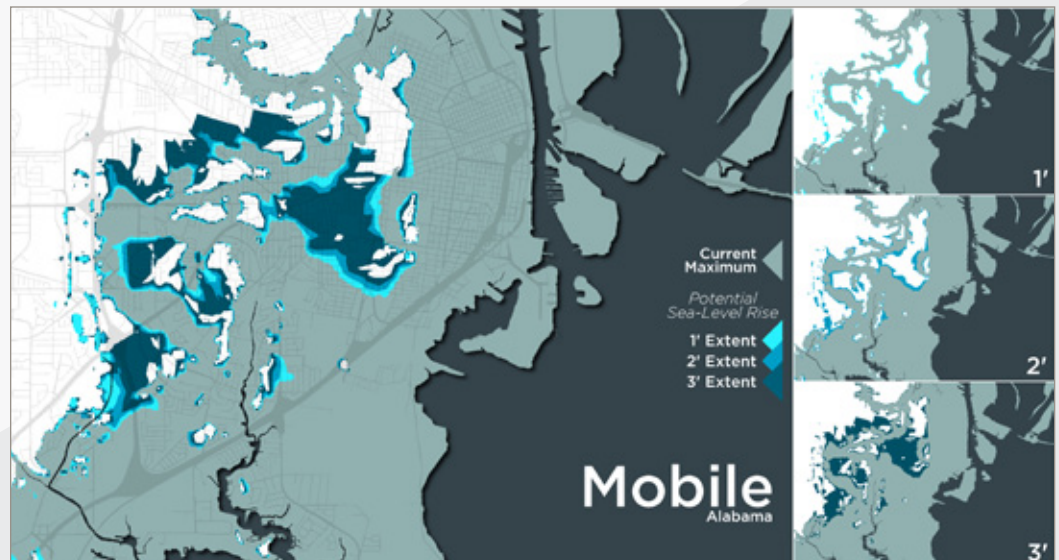 Current
Maximum
Potential
Sea-Level Rise
1' Extent
2' Extent
3' Extent
Mobile
Alabama
1'
2'
3'